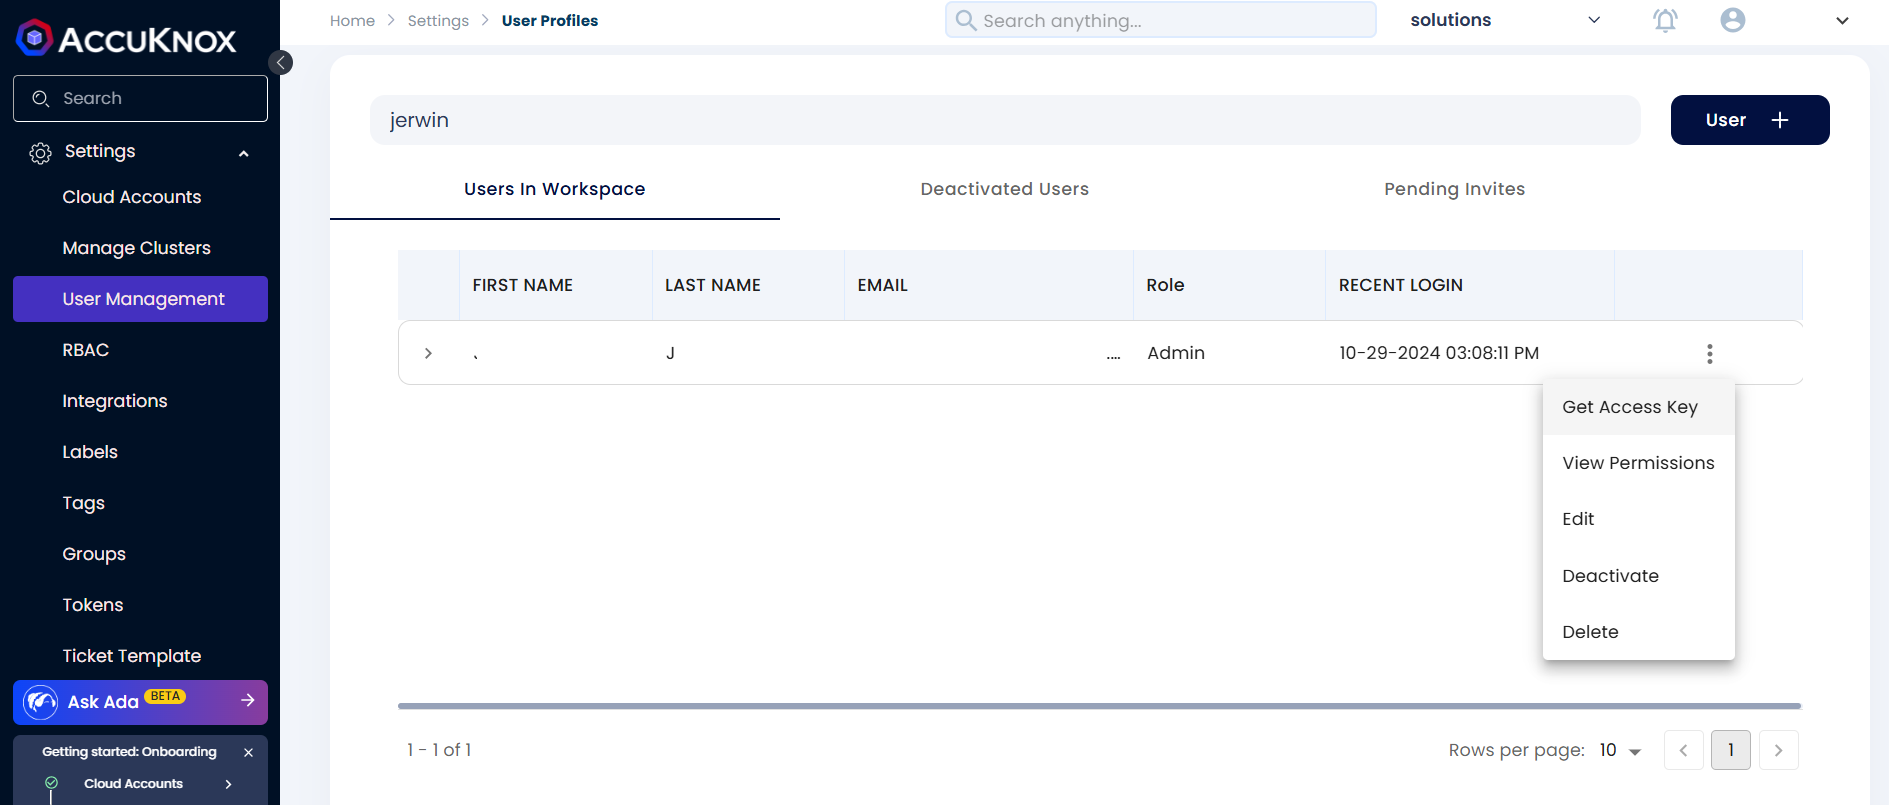 ACCUKNOX
Search
Settings
Cloud Accounts
Manage Clusters
User Management
RBAC
Integrations
Labels
Tags
Groups
Tokens
Ticket Template
Ask Ada BETA
Getting started: Onboarding
Cloud Accounts
Home > Settings > User Profiles
Search anything...
solutions
jerwin
User +
Users In Workspace Deactivated Users Pending Invites
FIRST NAME LAST NAME EMAIL Role RECENT LOGIN
J .... Admin 10-29-2024 03:08:11 PM
Get Access Key
View Permissions
Edit
Deactivate
Delete
1 - 1 of 1
Rows per page: 10 < 1 >